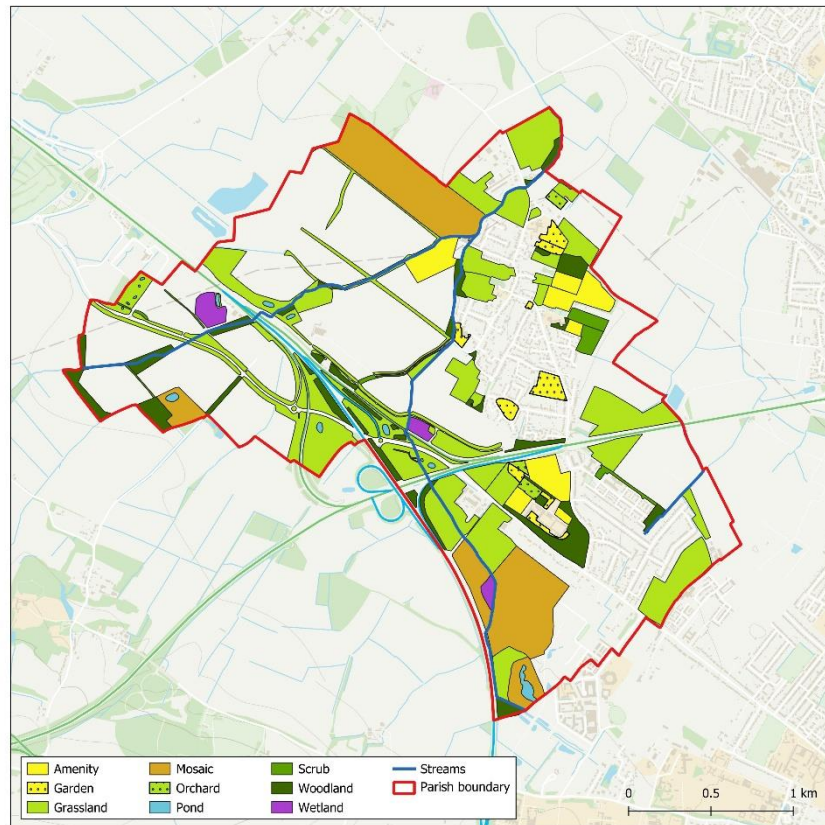 Amenity Mosaic Scrub Streams
Garden Orchard Woodland Parish boundary
Grassland Pond Wetland
0 0.5 1 km